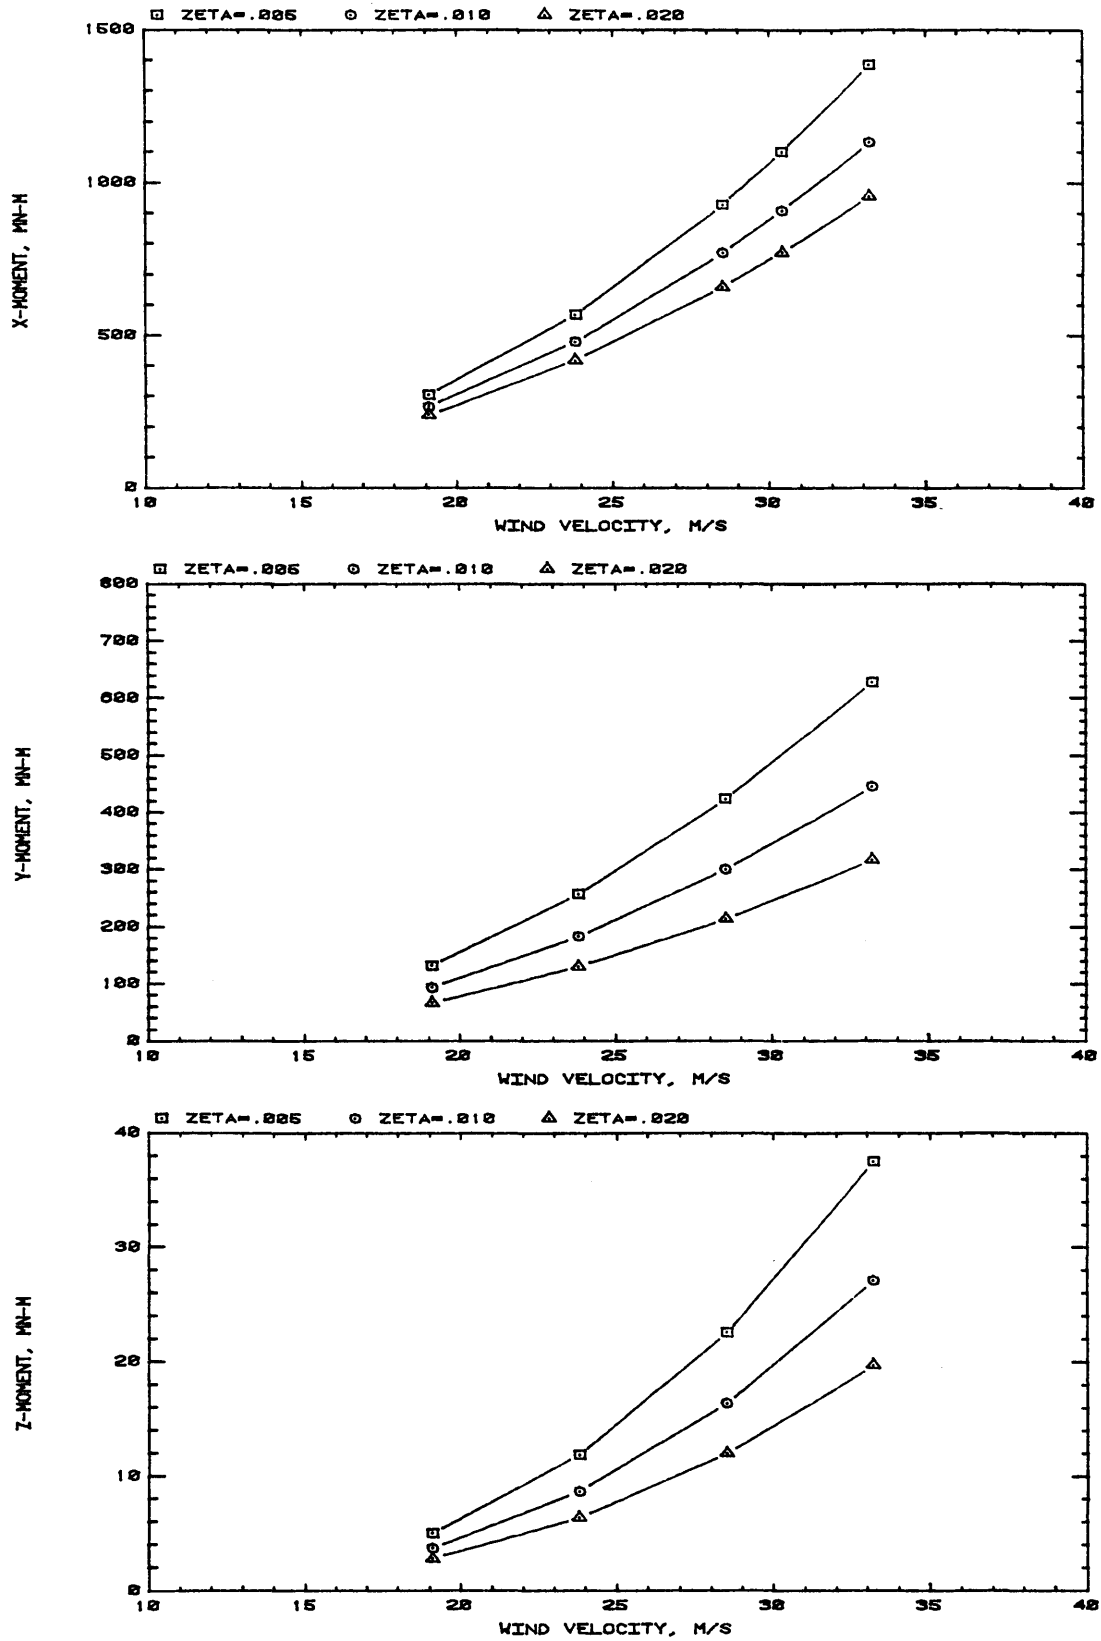 ZETA=.005 ZETA=.010 ZETA=.020
1500
1000
500
0
X-MOMENT, MN-M
10 15 20 25 30 35 40
WIND VELOCITY, M/S
ZETA=.005 ZETA=.010 ZETA=.020
800
700
600
500
400
300
200
100
0
Y-MOMENT, MN-M
10 15 20 25 30 35 40
WIND VELOCITY, M/S
ZETA=.005 ZETA=.010 ZETA=.020
40
30
20
10
0
Z-MOMENT, MN-M
10 15 20 25 30 35 40
WIND VELOCITY, M/S